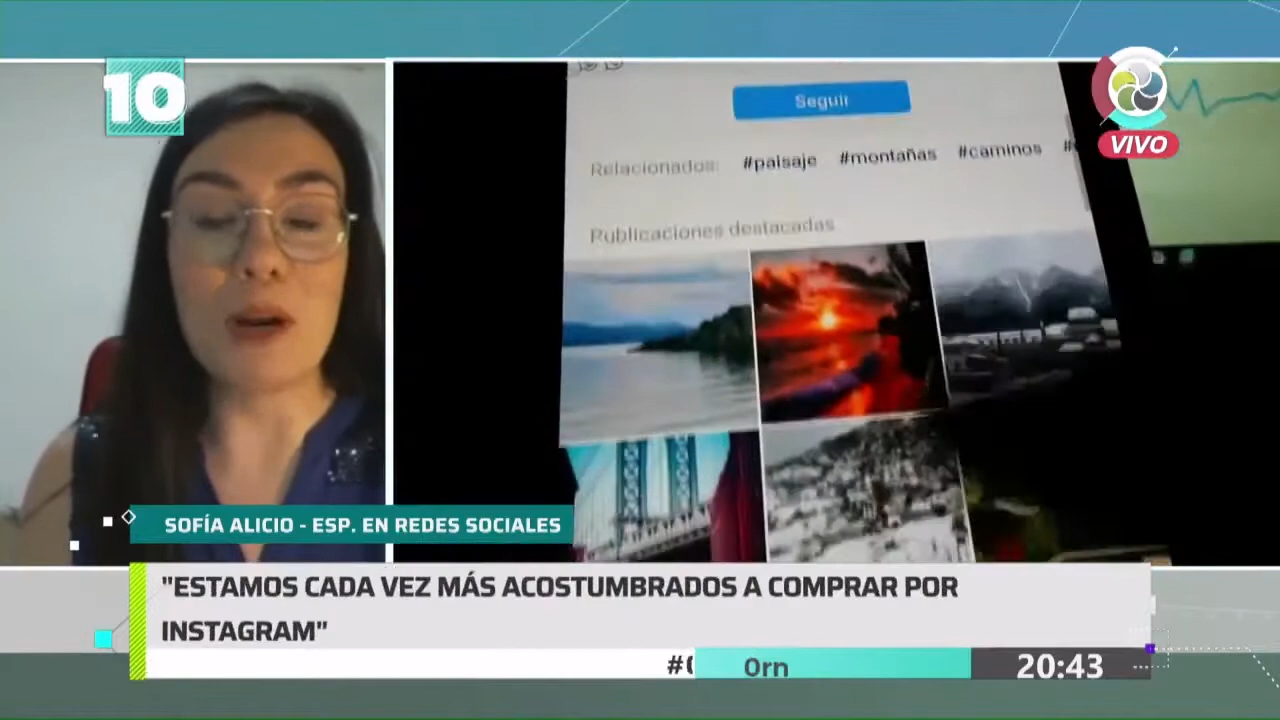 10
VIVO
Seguir
Relacionados: #paisaje #montañas #caminos
Publicaciones destacadas
SOFÍA ALICIO - ESP. EN REDES SOCIALES
"ESTAMOS CADA VEZ MÁS ACOSTUMBRADOS A COMPRAR POR
INSTAGRAM"
20:43